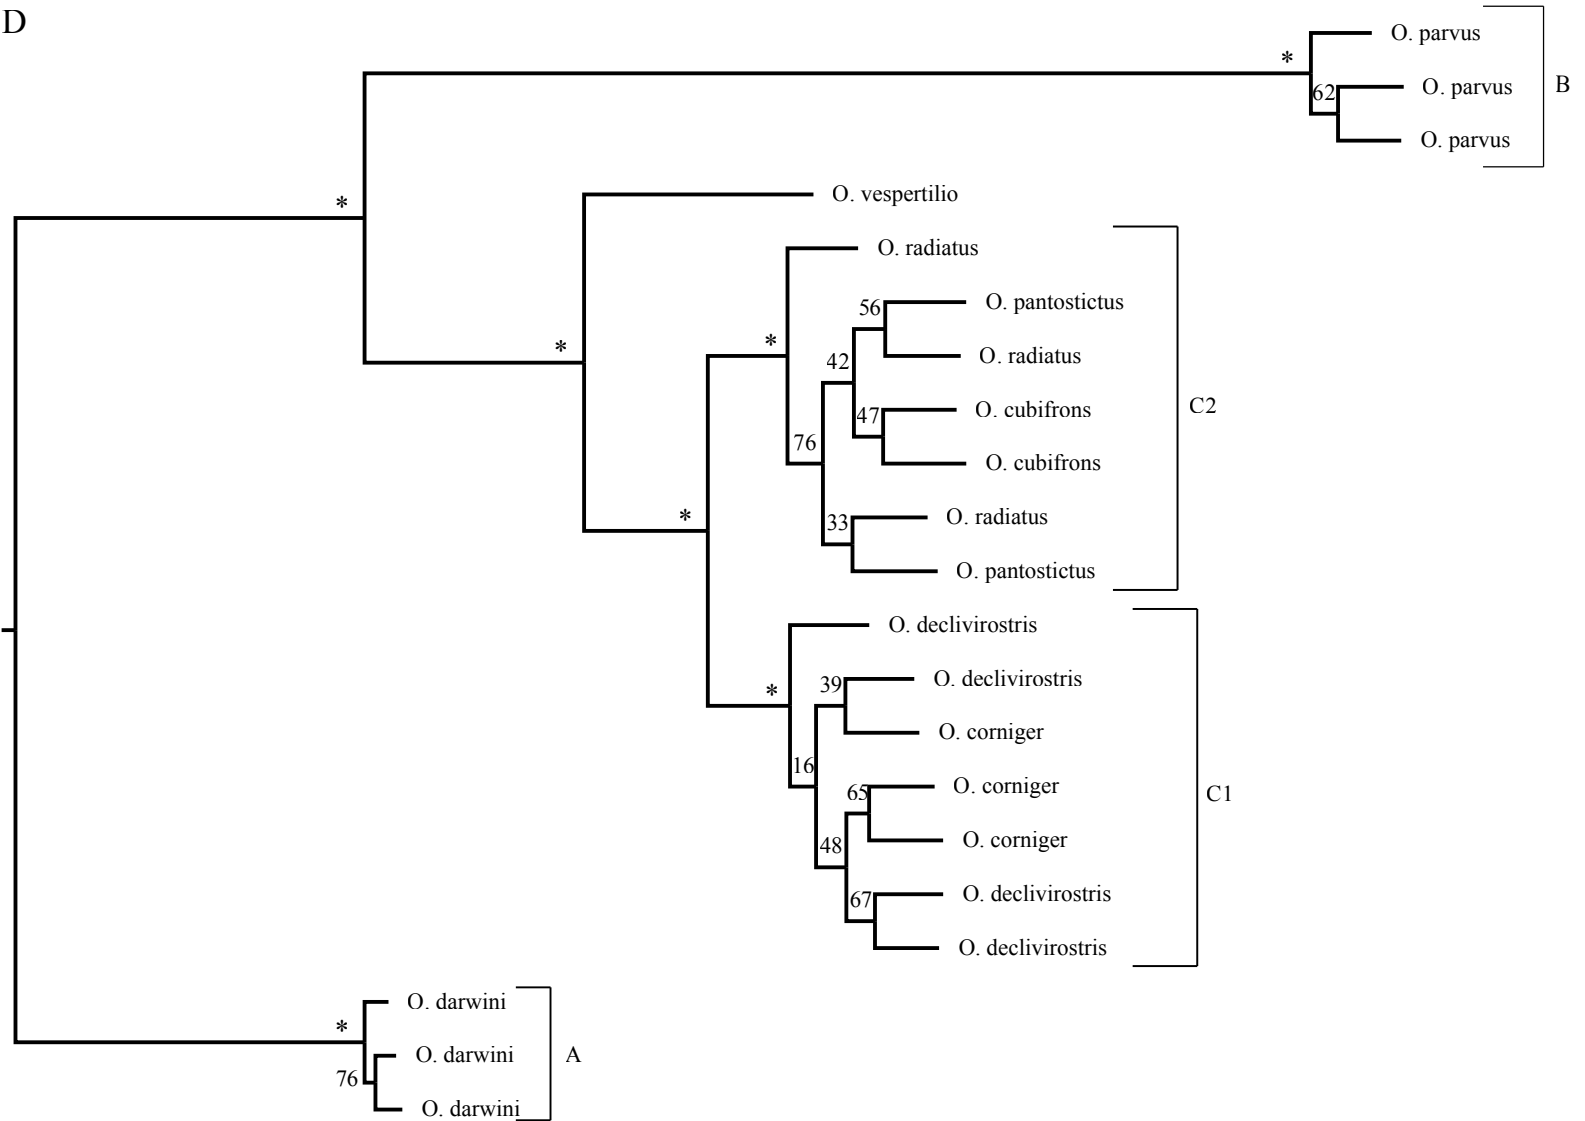 D
O. parvus
*
O. parvus
62
B
O. parvus
O. vespertilio
*
O. radiatus
O. pantostictus
56
*
*
O. radiatus
42
O. cubifrons
C2
47
76
O. cubifrons
*
O. radiatus
33
O. pantostictus
O. declivirostris
O. declivirostris
39
*
O. corniger
16
O. corniger
65
C1
O. corniger
48
O. declivirostris
67
O. declivirostris
O. darwini
*
O. darwini
A
76
O. darwini